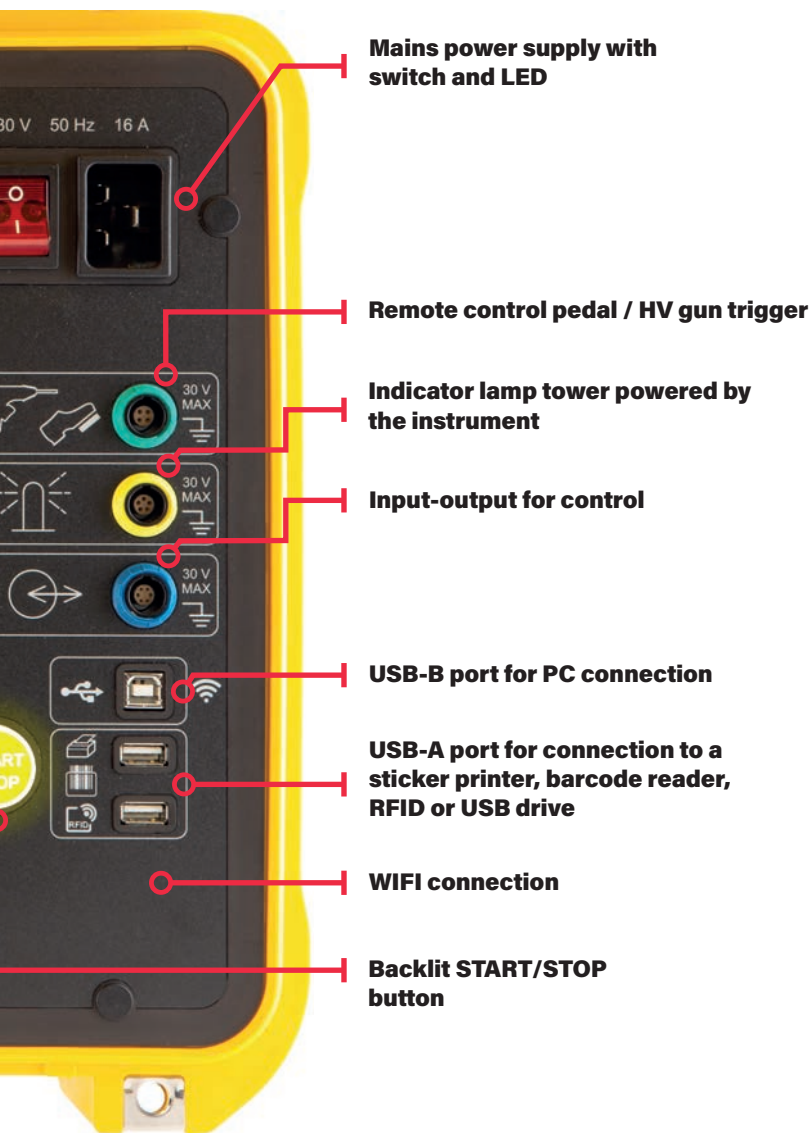 Mains power supply with
switch and LED
50 Hz 16 A
O
I
Remote control pedal / HV gun trigger
30 V
MAX
Indicator lamp tower powered by
the instrument
30 V
MAX
Input-output for control
30 V
MAX
USB-B port for PC connection
USB-A port for connection to a
sticker printer, barcode reader,
RFID or USB drive
RFID
WIFI connection
Backlit START/STOP
button